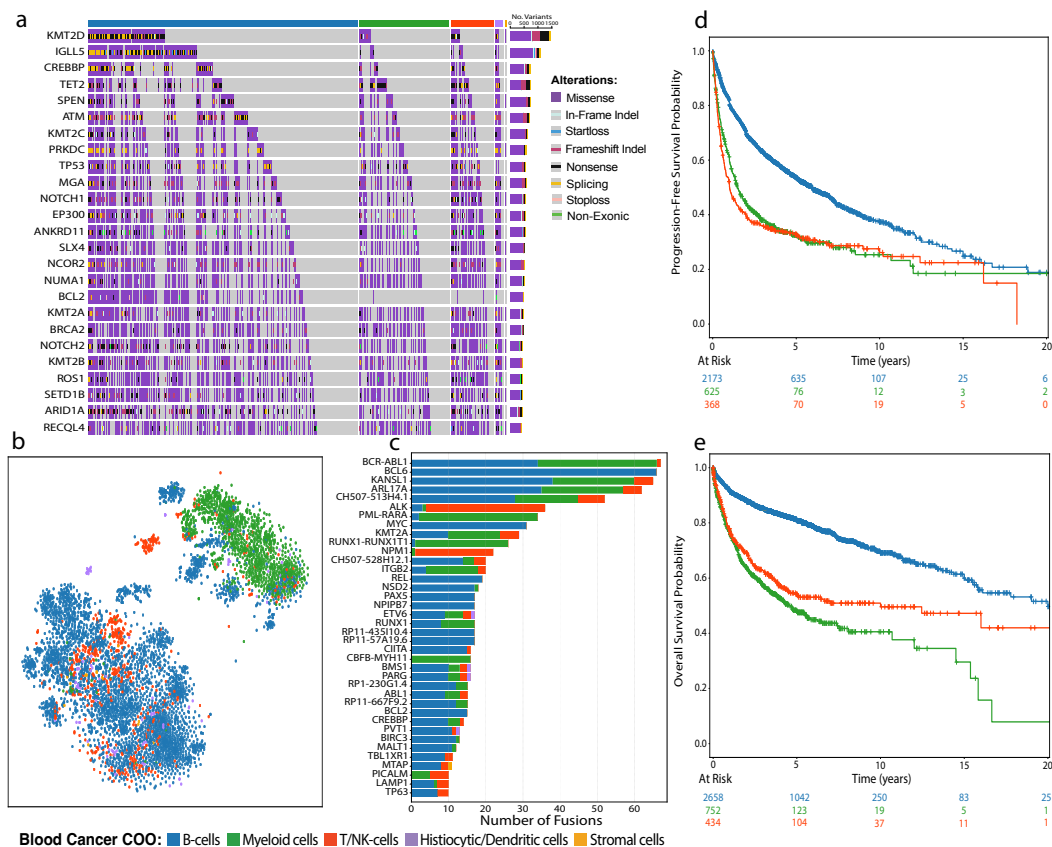 a
No. Variants
0 500 1000 1500
KMT2D
IGLL5
CREBBP
TET2
SPEN
ATM
KMT2C
PRKDC
TP53
MGA
NOTCH1
EP300
ANKRD11
SLX4
NCOR2
NUMA1
BCL2
KMT2A
BRCA2
NOTCH2
KMT2B
ROS1
SETD1B
ARID1A
RECQL4
Alterations:
Missense
In-Frame Indel
Startloss
Frameshift Indel
Nonsense
Splicing
Stoploss
Non-Exonic
b
c
BCR-ABL1
BCL6
KANSL1
ARL17A
CH507-513H4.1
ALK
PML-RARA
MYC
KMT2A
RUNX1-RUNX1T1
NPM1
CH507-528H12.1
ITGB2
REL
NSD2
PAX5
NPIPB7
ETV6
RUNX1
RP11-435I10.4
RP11-57A19.6
CIITA
CBFB-MYH11
BMS1
PARG
RP1-230G1.4
ABL1
RP11-667F9.2
BCL2
CREBBP
PVT1
BIRC3
MALT1
TBL1XR1
MTAP
PICALM
LAMP1
TP63
0 10 20 30 40 50 60
Number of Fusions
d
Progression-Free Survival Probability
1.0
0.8
0.6
0.4
0.2
0.0
0 5 10 15 20
At Risk Time (years)
2173 635 107 25 6
625 76 12 3 2
368 70 19 5 0
e
Overall Survival Probability
1.0
0.8
0.6
0.4
0.2
0.0
0 5 10 15 20
At Risk Time (years)
2658 1042 250 83 25
752 123 19 5 1
434 104 37 11 1
Blood Cancer COO: B-cells Myeloid cells T/NK-cells Histiocytic/Dendritic cells Stromal cells